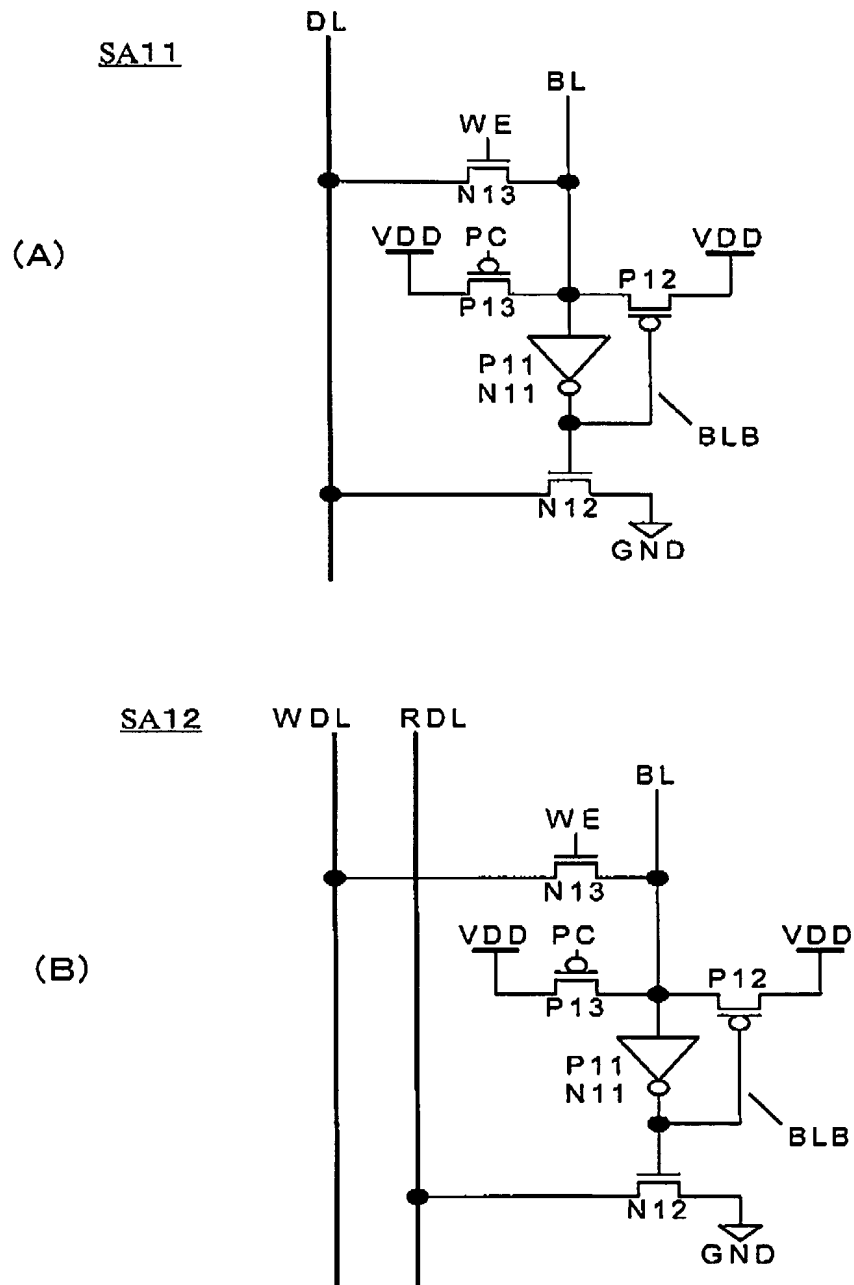 DL
SA11
BL
WE
N13
(A)
VDD
PC
VDD
P12
P13
P11
N11
BLB
N12
GND
SA12
WDL
RDL
BL
WE
N13
(B)
VDD
PC
VDD
P12
P13
P11
N11
BLB
N12
GND